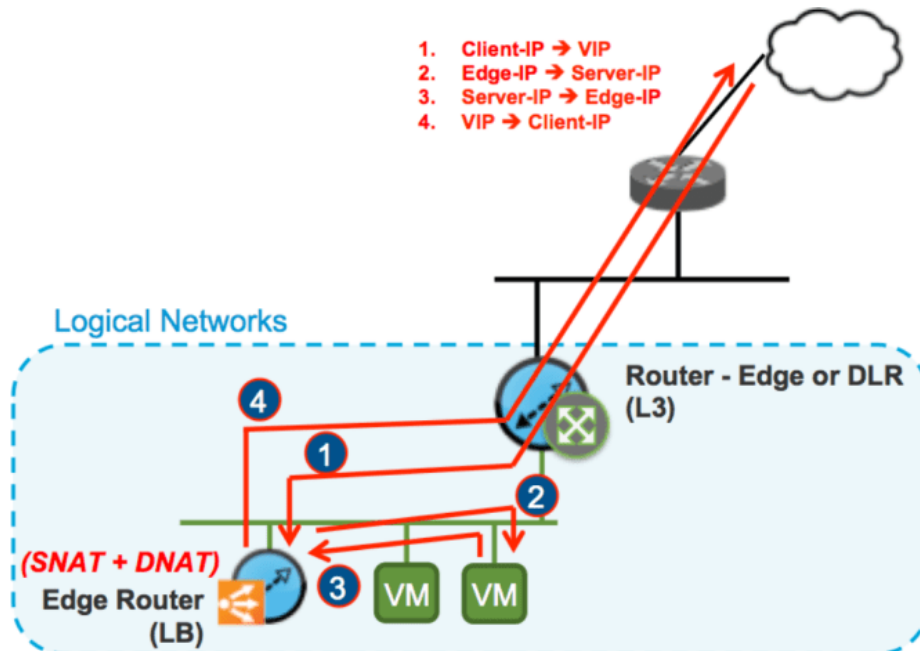 1. Client-IP ➔ VIP
2. Edge-IP ➔ Server-IP
3. Server-IP ➔ Edge-IP
4. VIP ➔ Client-IP
Logical Networks
Router - Edge or DLR
(L3)
4
1
2
(SNAT + DNAT)
3
Edge Router
(LB)
VM
VM